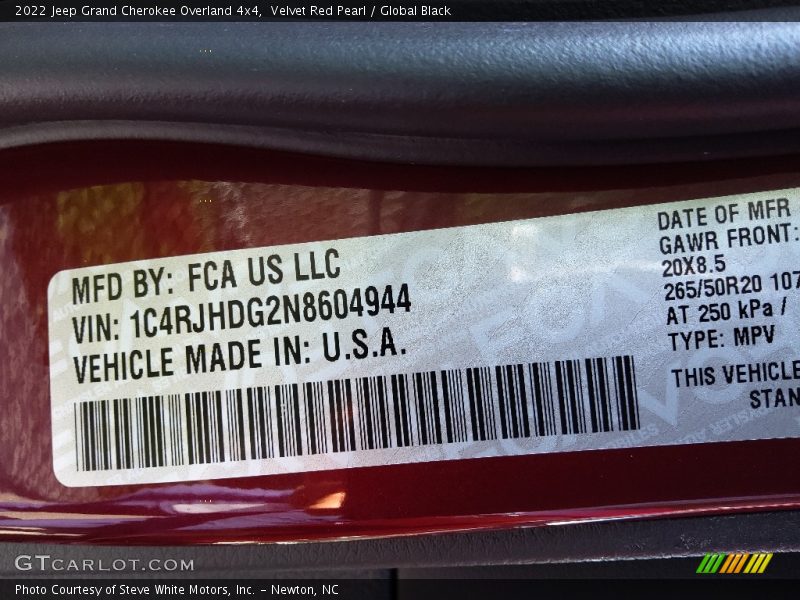 2022 Jeep Grand Cherokee Overland 4x4, Velvet Red Pearl / Global Black
MFD BY: FCA US LLC
VIN: 1C4RJHDG2N8604944
VEHICLE MADE IN: U.S.A.
DATE OF MFR
GAWR FRONT:
20X8.5
265/50R20 107
AT 250 kPa /
TYPE: MPV
THIS VEHICLE
STAN
GTCARLOT.COM
Photo Courtesy of Steve White Motors, Inc. – Newton, NC